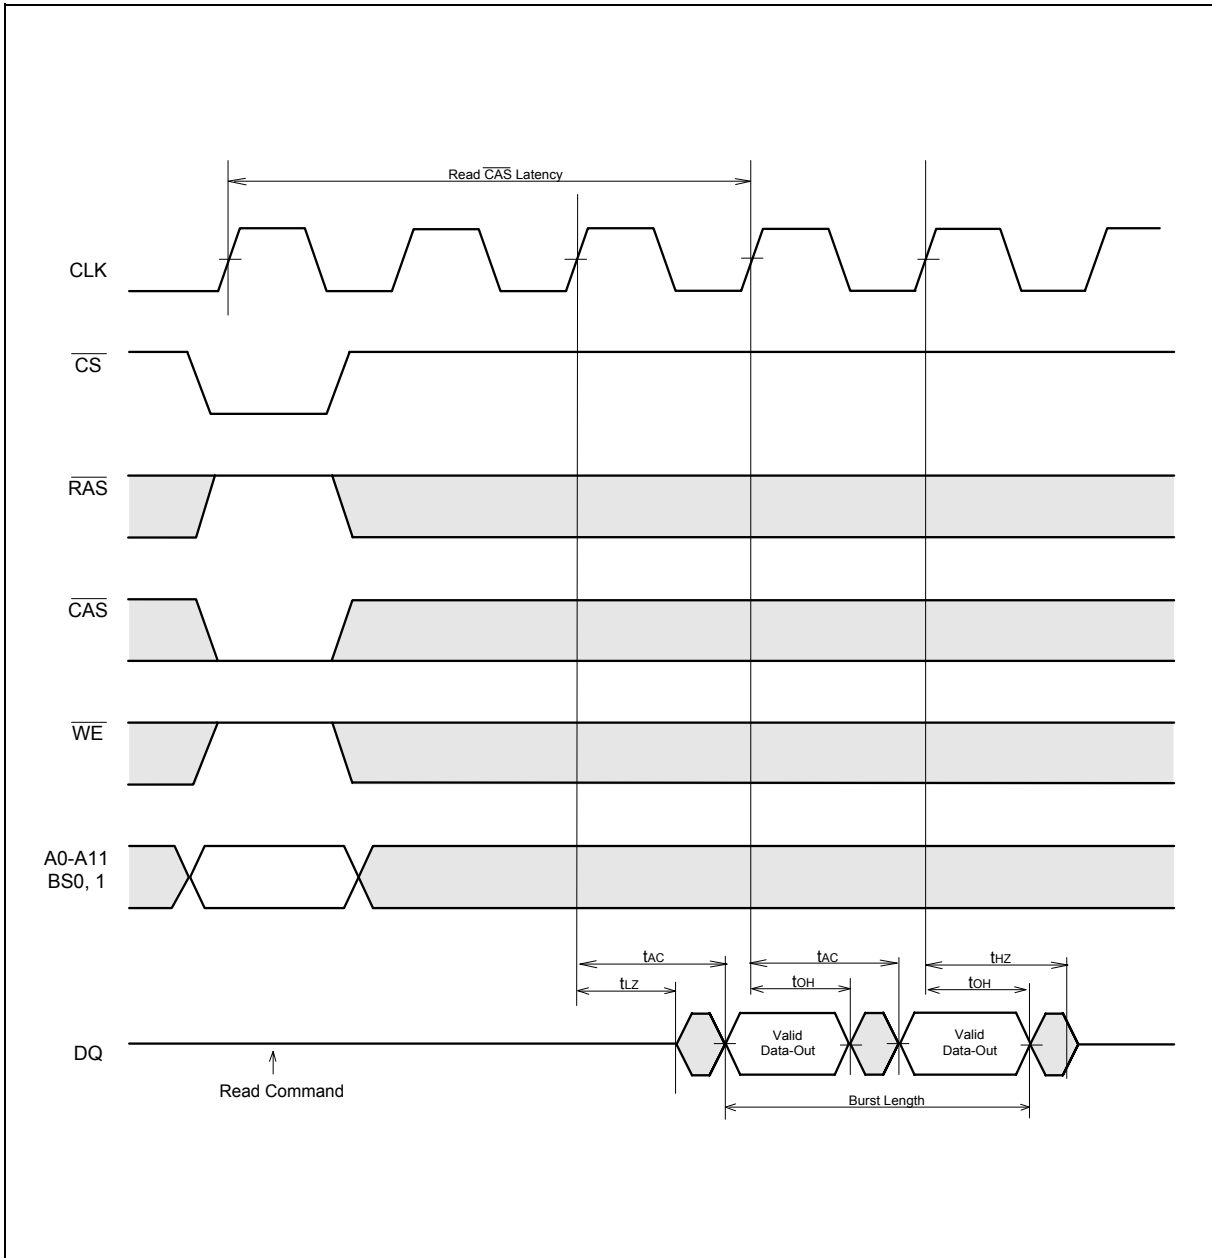 Read CAS Latency
CLK
CS
RAS
CAS
WE
A0-A11
BS0, 1
tAC
tAC
tHZ
tLZ
tOH
tOH
DQ
Valid
Data-Out
Valid
Data-Out
Read Command
Burst Length